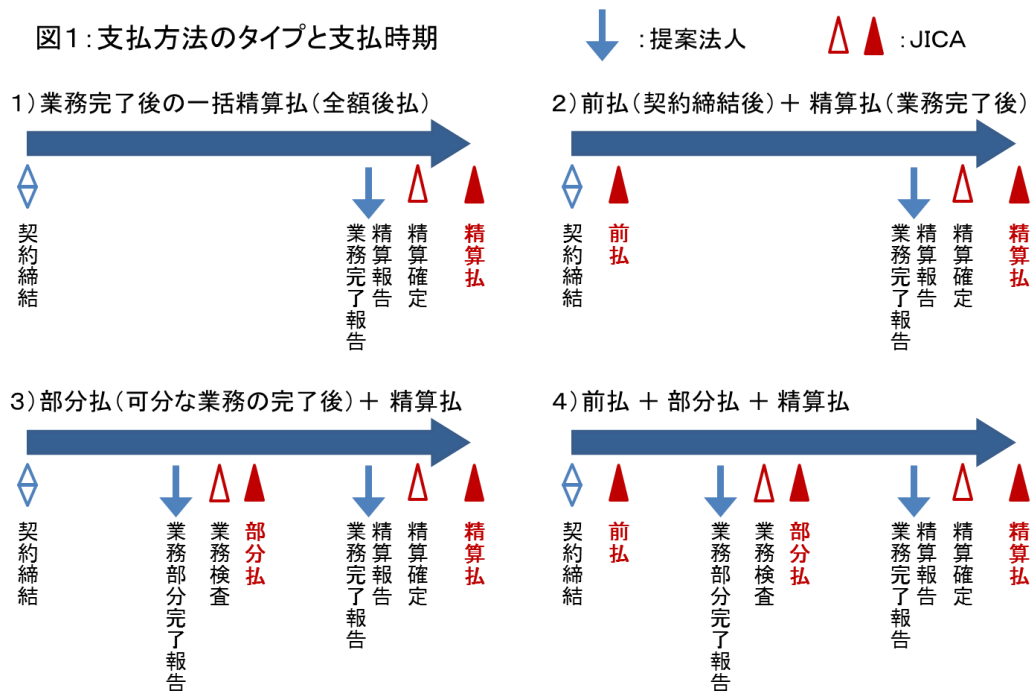 図1:支払方法のタイプと支払時期
:提案法人
:JICA
1)業務完了後の一括精算払(全額後払)
契約締結
業務完了報告
精算報告
精算確定
精算払
2)前払(契約締結後)+ 精算払(業務完了後)
契約締結
前払
業務完了報告
精算報告
精算確定
精算払
3)部分払(可分な業務の完了後)+ 精算払
契約締結
業務部分完了報告
業務検査
部分払
業務完了報告
精算報告
精算確定
精算払
4)前払 + 部分払 + 精算払
契約締結
前払
業務部分完了報告
業務検査
部分払
業務完了報告
精算報告
精算確定
精算払